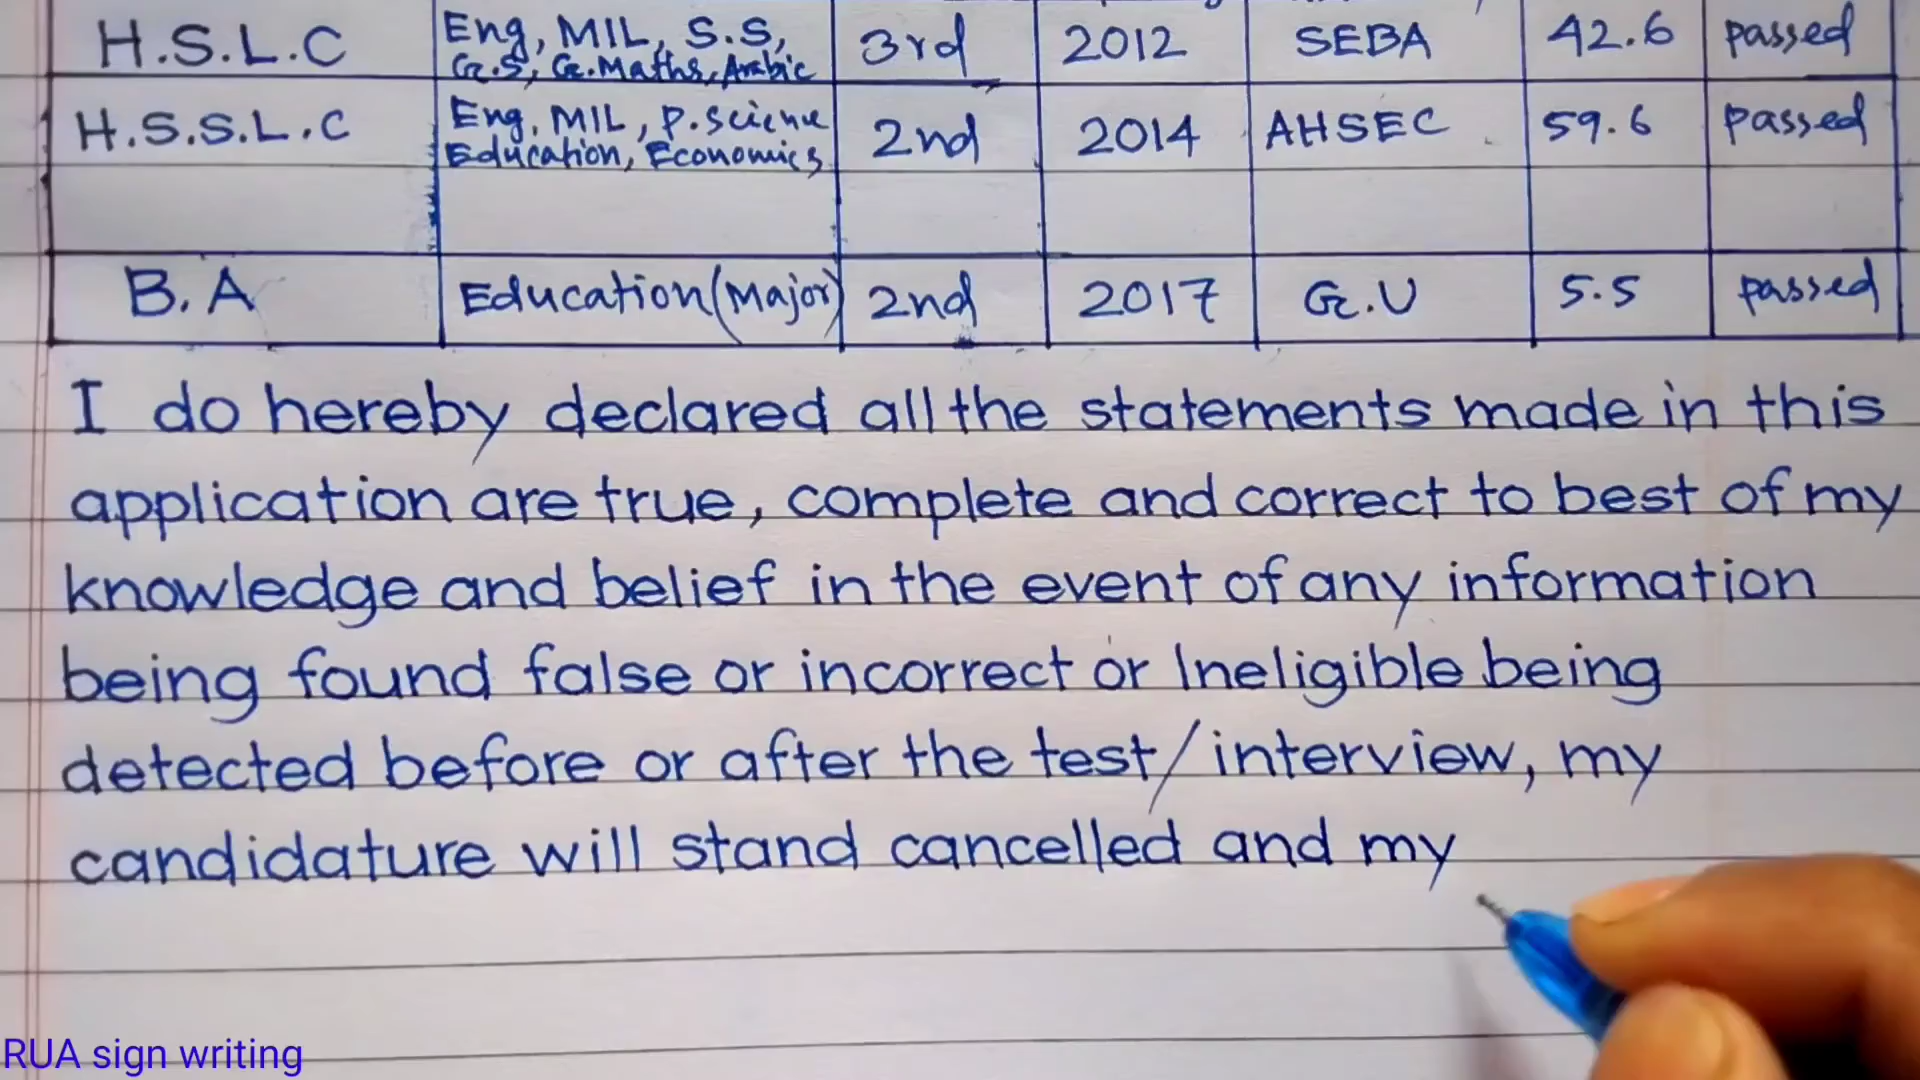 H.S.L.C Eng, MIL, S.S, 3rd 2012 SEBA 42.6 passed
G.S, G.Maths, Arabic
H.S.S.L.C Eng, MIL, P.Science 2nd 2014 AHSEC 59.6 passed
Education, Economics
B.A Education (Major) 2nd 2017 G.U 5.5 passed
I do hereby declared all the statements made in this
application are true, complete and correct to best of my
knowledge and belief in the event of any information
being found false or incorrect or Ineligible being
detected before or after the test/interview, my
candidature will stand cancelled and my
RUA sign writing